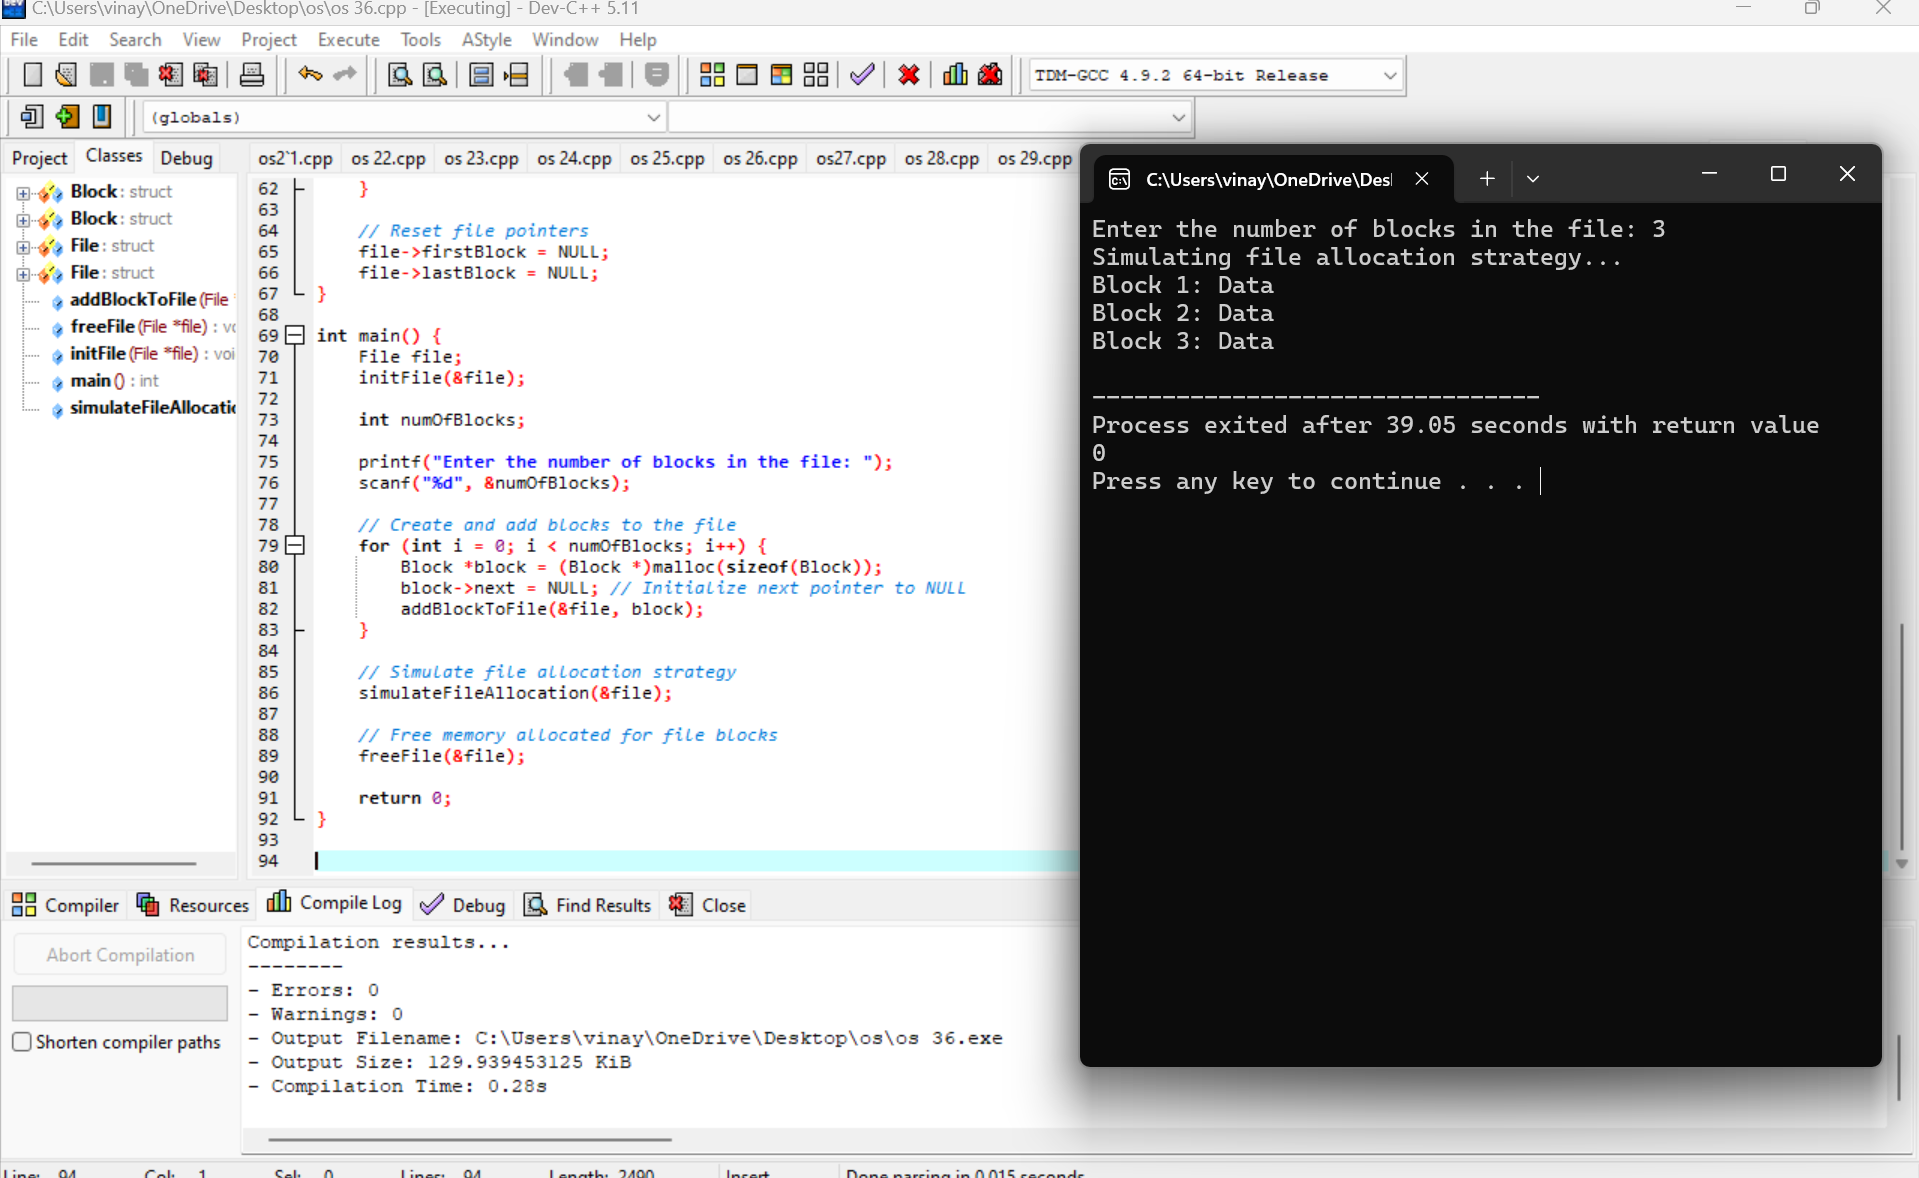 C:\Users\vinay\OneDrive\Desktop\os\os 36.cpp - [Executing] - Dev-C++ 5.11
File Edit Search View Project Execute Tools AStyle Window Help
TDM-GCC 4.9.2 64-bit Release
(globals)
Project Classes Debug
os2`1.cpp os 22.cpp os 23.cpp os 24.cpp os 25.cpp os 26.cpp os27.cpp os 28.cpp os 29.cpp
Block : struct
Block : struct
File : struct
File : struct
addBlockToFile (File
freeFile (File *file) : vo
initFile (File *file) : voi
main () : int
simulateFileAllocatio
62 }
63
64 // Reset file pointers
65 file->firstBlock = NULL;
66 file->lastBlock = NULL;
67 }
68
69 int main() {
70 File file;
71 initFile(&file);
72
73 int numOfBlocks;
74
75 printf("Enter the number of blocks in the file: ");
76 scanf("%d", &numOfBlocks);
77
78 // Create and add blocks to the file
79 for (int i = 0; i < numOfBlocks; i++) {
80 Block *block = (Block *)malloc(sizeof(Block));
81 block->next = NULL; // Initialize next pointer to NULL
82 addBlockToFile(&file, block);
83 }
84
85 // Simulate file allocation strategy
86 simulateFileAllocation(&file);
87
88 // Free memory allocated for file blocks
89 freeFile(&file);
90
91 return 0;
92 }
93
94
C:\Users\vinay\OneDrive\Des
Enter the number of blocks in the file: 3
Simulating file allocation strategy...
Block 1: Data
Block 2: Data
Block 3: Data
--------------------------------
Process exited after 39.05 seconds with return value
0
Press any key to continue . . .
Compiler Resources Compile Log Debug Find Results Close
Abort Compilation
Shorten compiler paths
Compilation results...
--------
- Errors: 0
- Warnings: 0
- Output Filename: C:\Users\vinay\OneDrive\Desktop\os\os 36.exe
- Output Size: 129.939453125 KiB
- Compilation Time: 0.28s
Line: 94 Col: 1 Sel: 0 Lines: 94 Length: 2490 Insert Done parsing in 0.015 seconds